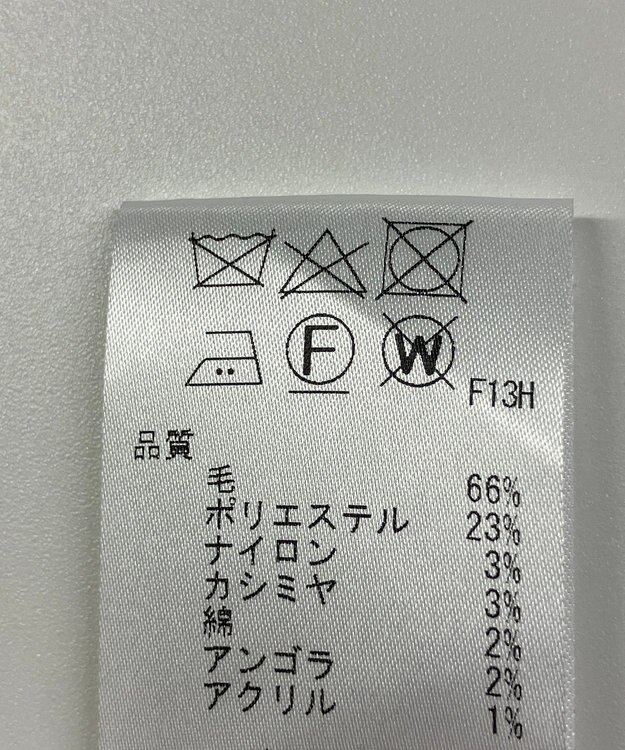 F W F13H
品質
毛 66%
ポリエステル 23%
ナイロン 3%
カシミヤ 3%
綿 2%
アンゴラ 2%
アクリル 1%